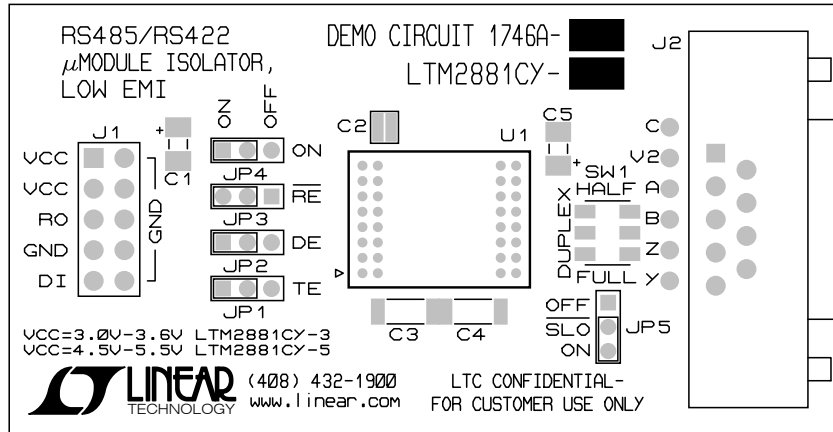 RS485/RS422
µMODULE ISOLATOR,
LOW EMI
DEMO CIRCUIT 1746A-
LTM2881CY-
J2
ON
OFF
J1
VCC
VCC
RO
GND
DI
GND
+
C1
ON
JP4
RE
JP3
DE
JP2
TE
JP1
C2
U1
C5
+
SW1
HALF
DUPLEX
FULL
C
V2
A
B
Z
Y
OFF
SLO
ON
JP5
C3
C4
VCC=3.0V-3.6V LTM2881CY-3
VCC=4.5V-5.5V LTM2881CY-5
LT LINEAR
TECHNOLOGY
(408) 432-1900
www.linear.com
LTC CONFIDENTIAL-
FOR CUSTOMER USE ONLY